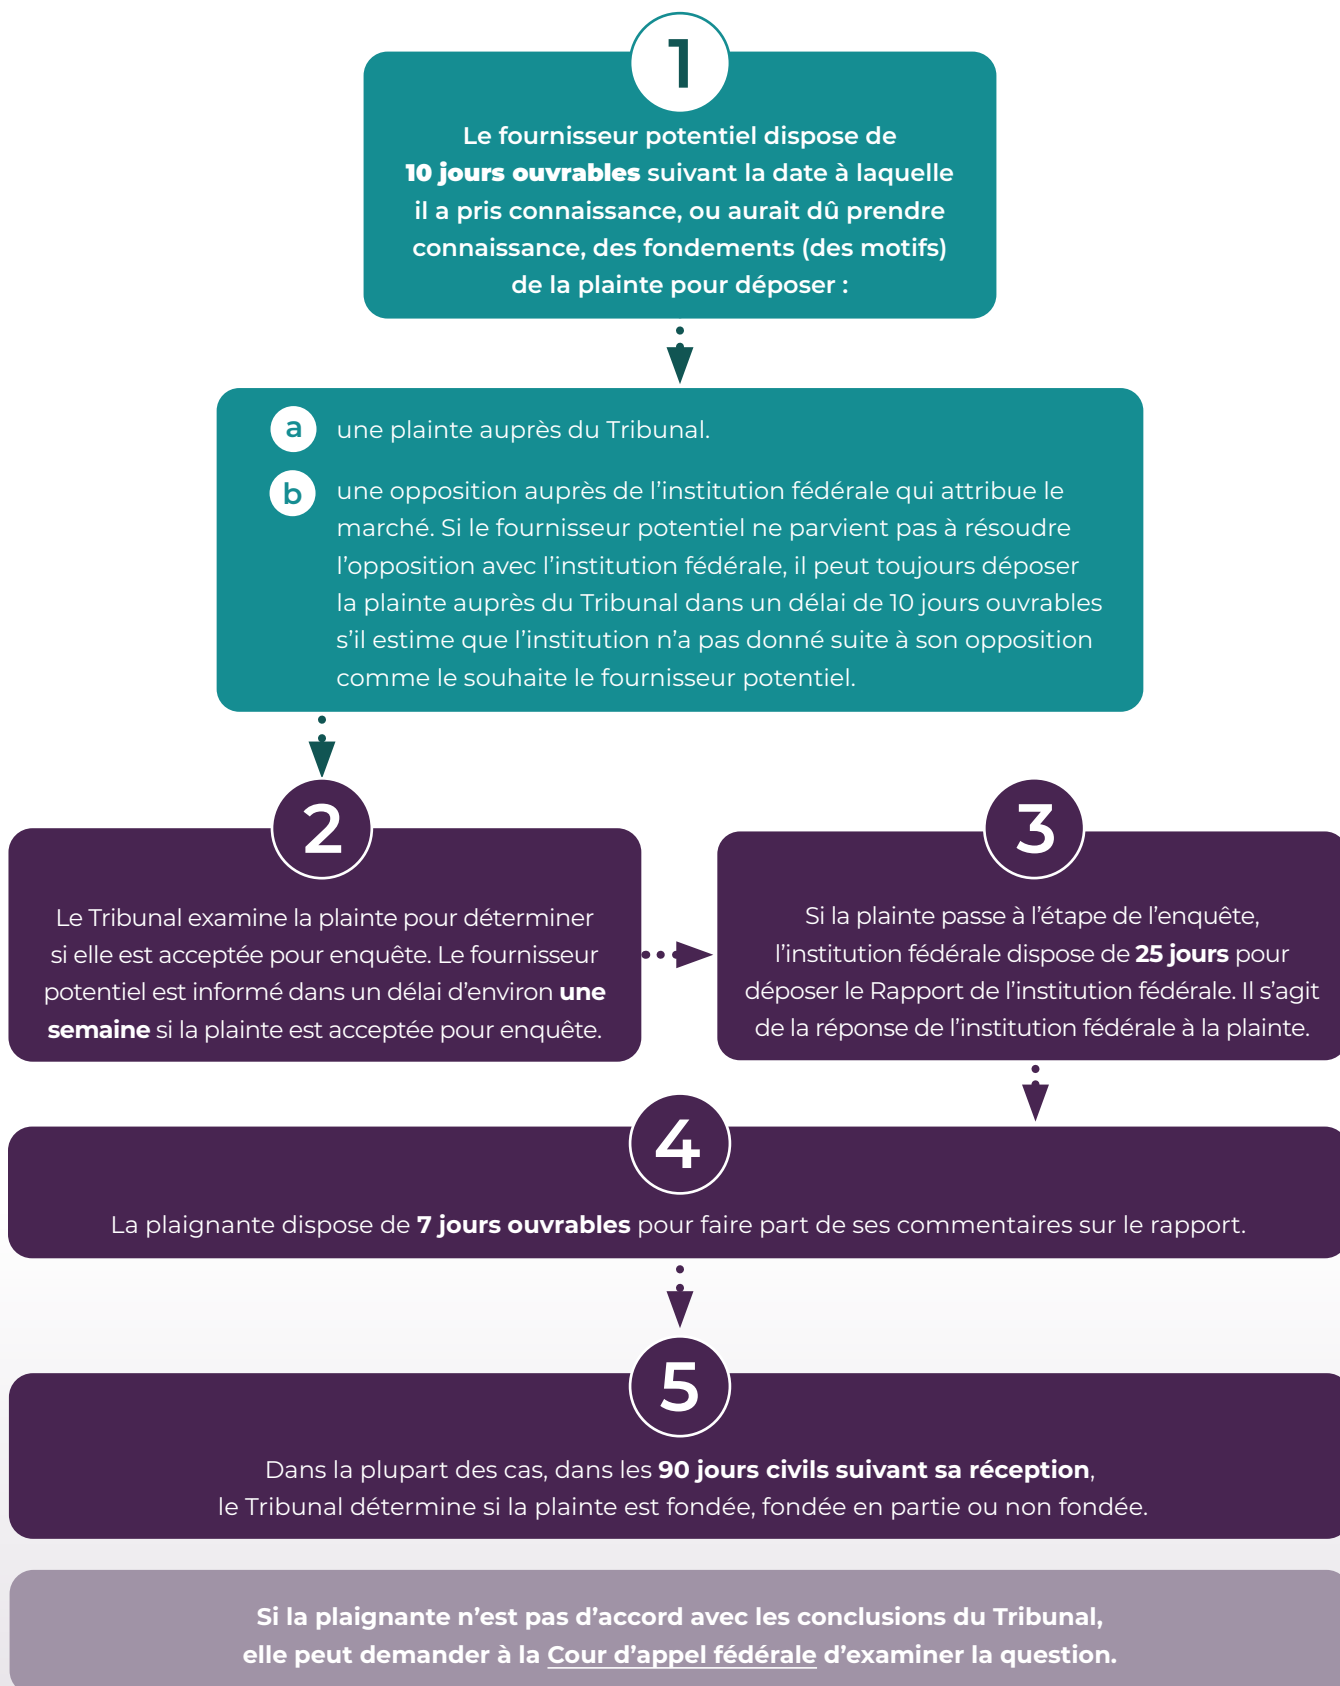 1
Le fournisseur potentiel dispose de
10 jours ouvrables suivant la date à laquelle
il a pris connaissance, ou aurait dû prendre
connaissance, des fondements (des motifs)
de la plainte pour déposer :
a une plainte auprès du Tribunal.
b une opposition auprès de l’institution fédérale qui attribue le
marché. Si le fournisseur potentiel ne parvient pas à résoudre
l’opposition avec l’institution fédérale, il peut toujours déposer
la plainte auprès du Tribunal dans un délai de 10 jours ouvrables
s’il estime que l’institution n’a pas donné suite à son opposition
comme le souhaite le fournisseur potentiel.
2
Le Tribunal examine la plainte pour déterminer
si elle est acceptée pour enquête. Le fournisseur
potentiel est informé dans un délai d’environ une
semaine si la plainte est acceptée pour enquête.
3
Si la plainte passe à l’étape de l’enquête,
l’institution fédérale dispose de 25 jours pour
déposer le Rapport de l’institution fédérale. Il s’agit
de la réponse de l’institution fédérale à la plainte.
4
La plaignante dispose de 7 jours ouvrables pour faire part de ses commentaires sur le rapport.
5
Dans la plupart des cas, dans les 90 jours civils suivant sa réception,
le Tribunal détermine si la plainte est fondée, fondée en partie ou non fondée.
Si la plaignante n’est pas d’accord avec les conclusions du Tribunal,
elle peut demander à la Cour d’appel fédérale d’examiner la question.